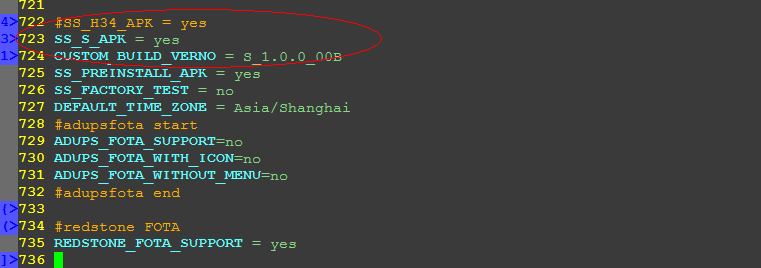 721
4>722 #SS_H34_APK = yes
3>723 SS_S_APK = yes
1>724 CUSTOM_BUILD_VERNO = S_1.0.0_00B
725 SS_PREINSTALL_APK = yes
726 SS_FACTORY_TEST = no
727 DEFAULT_TIME_ZONE = Asia/Shanghai
728 #adupsfota start
729 ADUPS_FOTA_SUPPORT=no
730 ADUPS_FOTA_WITH_ICON=no
731 ADUPS_FOTA_WITHOUT_MENU=no
732 #adupsfota end
{>733
(>734 #redstone FOTA
735 REDSTONE_FOTA_SUPPORT = yes
]>736